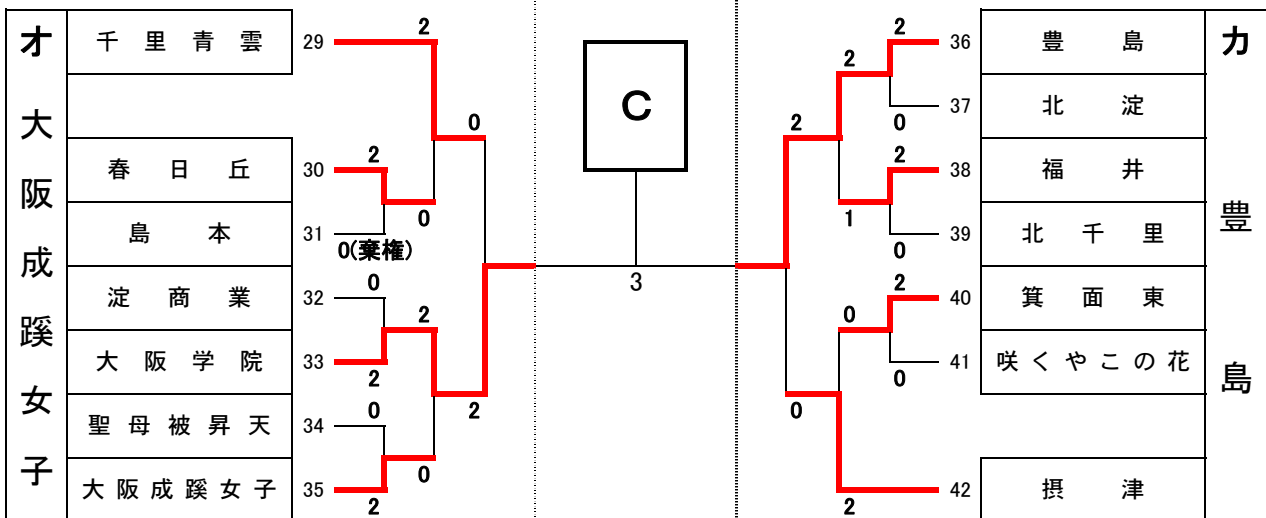 オ 大阪成蹊女子
千里青雲 29 2
春日丘 30 2
0
0
島本 31 0(棄権)
淀商業 32 0
2
大阪学院 33 2
2
聖母被昇天 34 0
0
大阪成蹊女子 35 2
C
3
カ 豊島
2 36 豊島
2
37 北淀
0
2
2 38 福井
1
39 北千里
0
2 40 箕面東
0
41 咲くやこの花
0
0
2 42 摂津